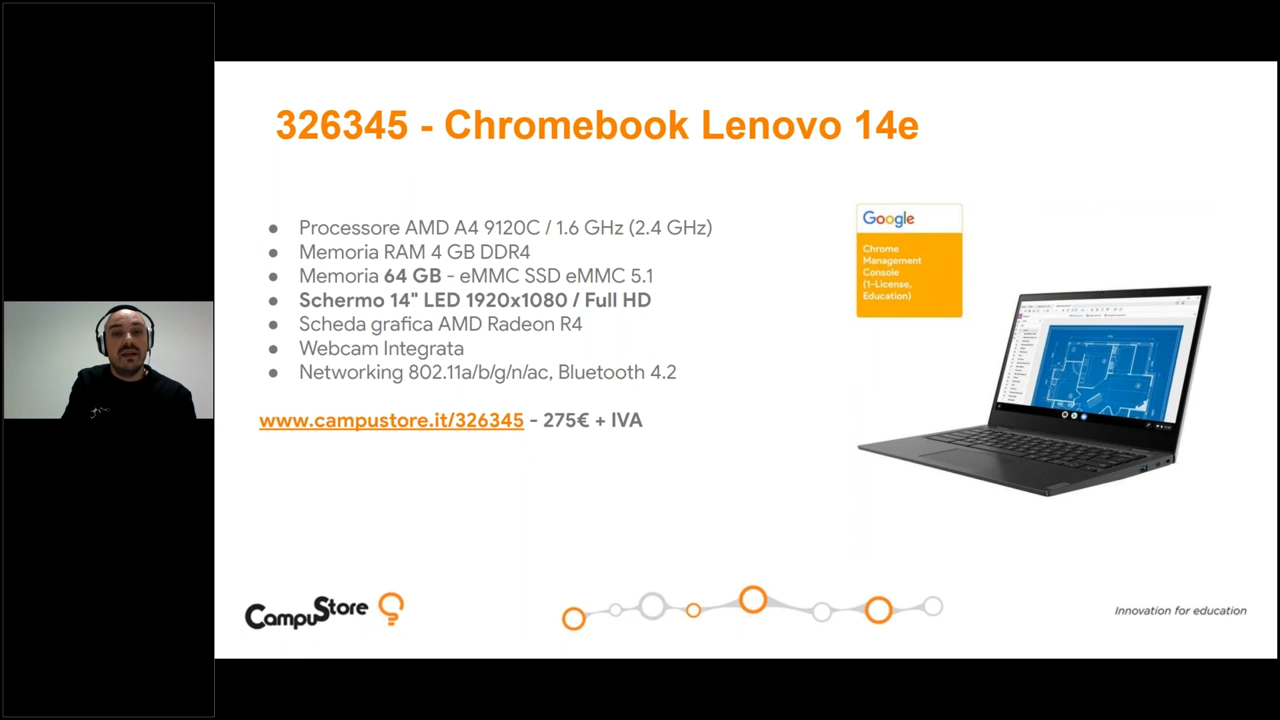 326345 - Chromebook Lenovo 14e
● Processore AMD A4 9120C / 1.6 GHz (2.4 GHz)
● Memoria RAM 4 GB DDR4
● Memoria 64 GB - eMMC SSD eMMC 5.1
● Schermo 14" LED 1920x1080 / Full HD
● Scheda grafica AMD Radeon R4
● Webcam Integrata
● Networking 802.11a/b/g/n/ac, Bluetooth 4.2
www.campustore.it/326345 - 275€ + IVA
Google
Chrome
Management
Console
(1-License,
Education)
CampuStore
Innovation for education